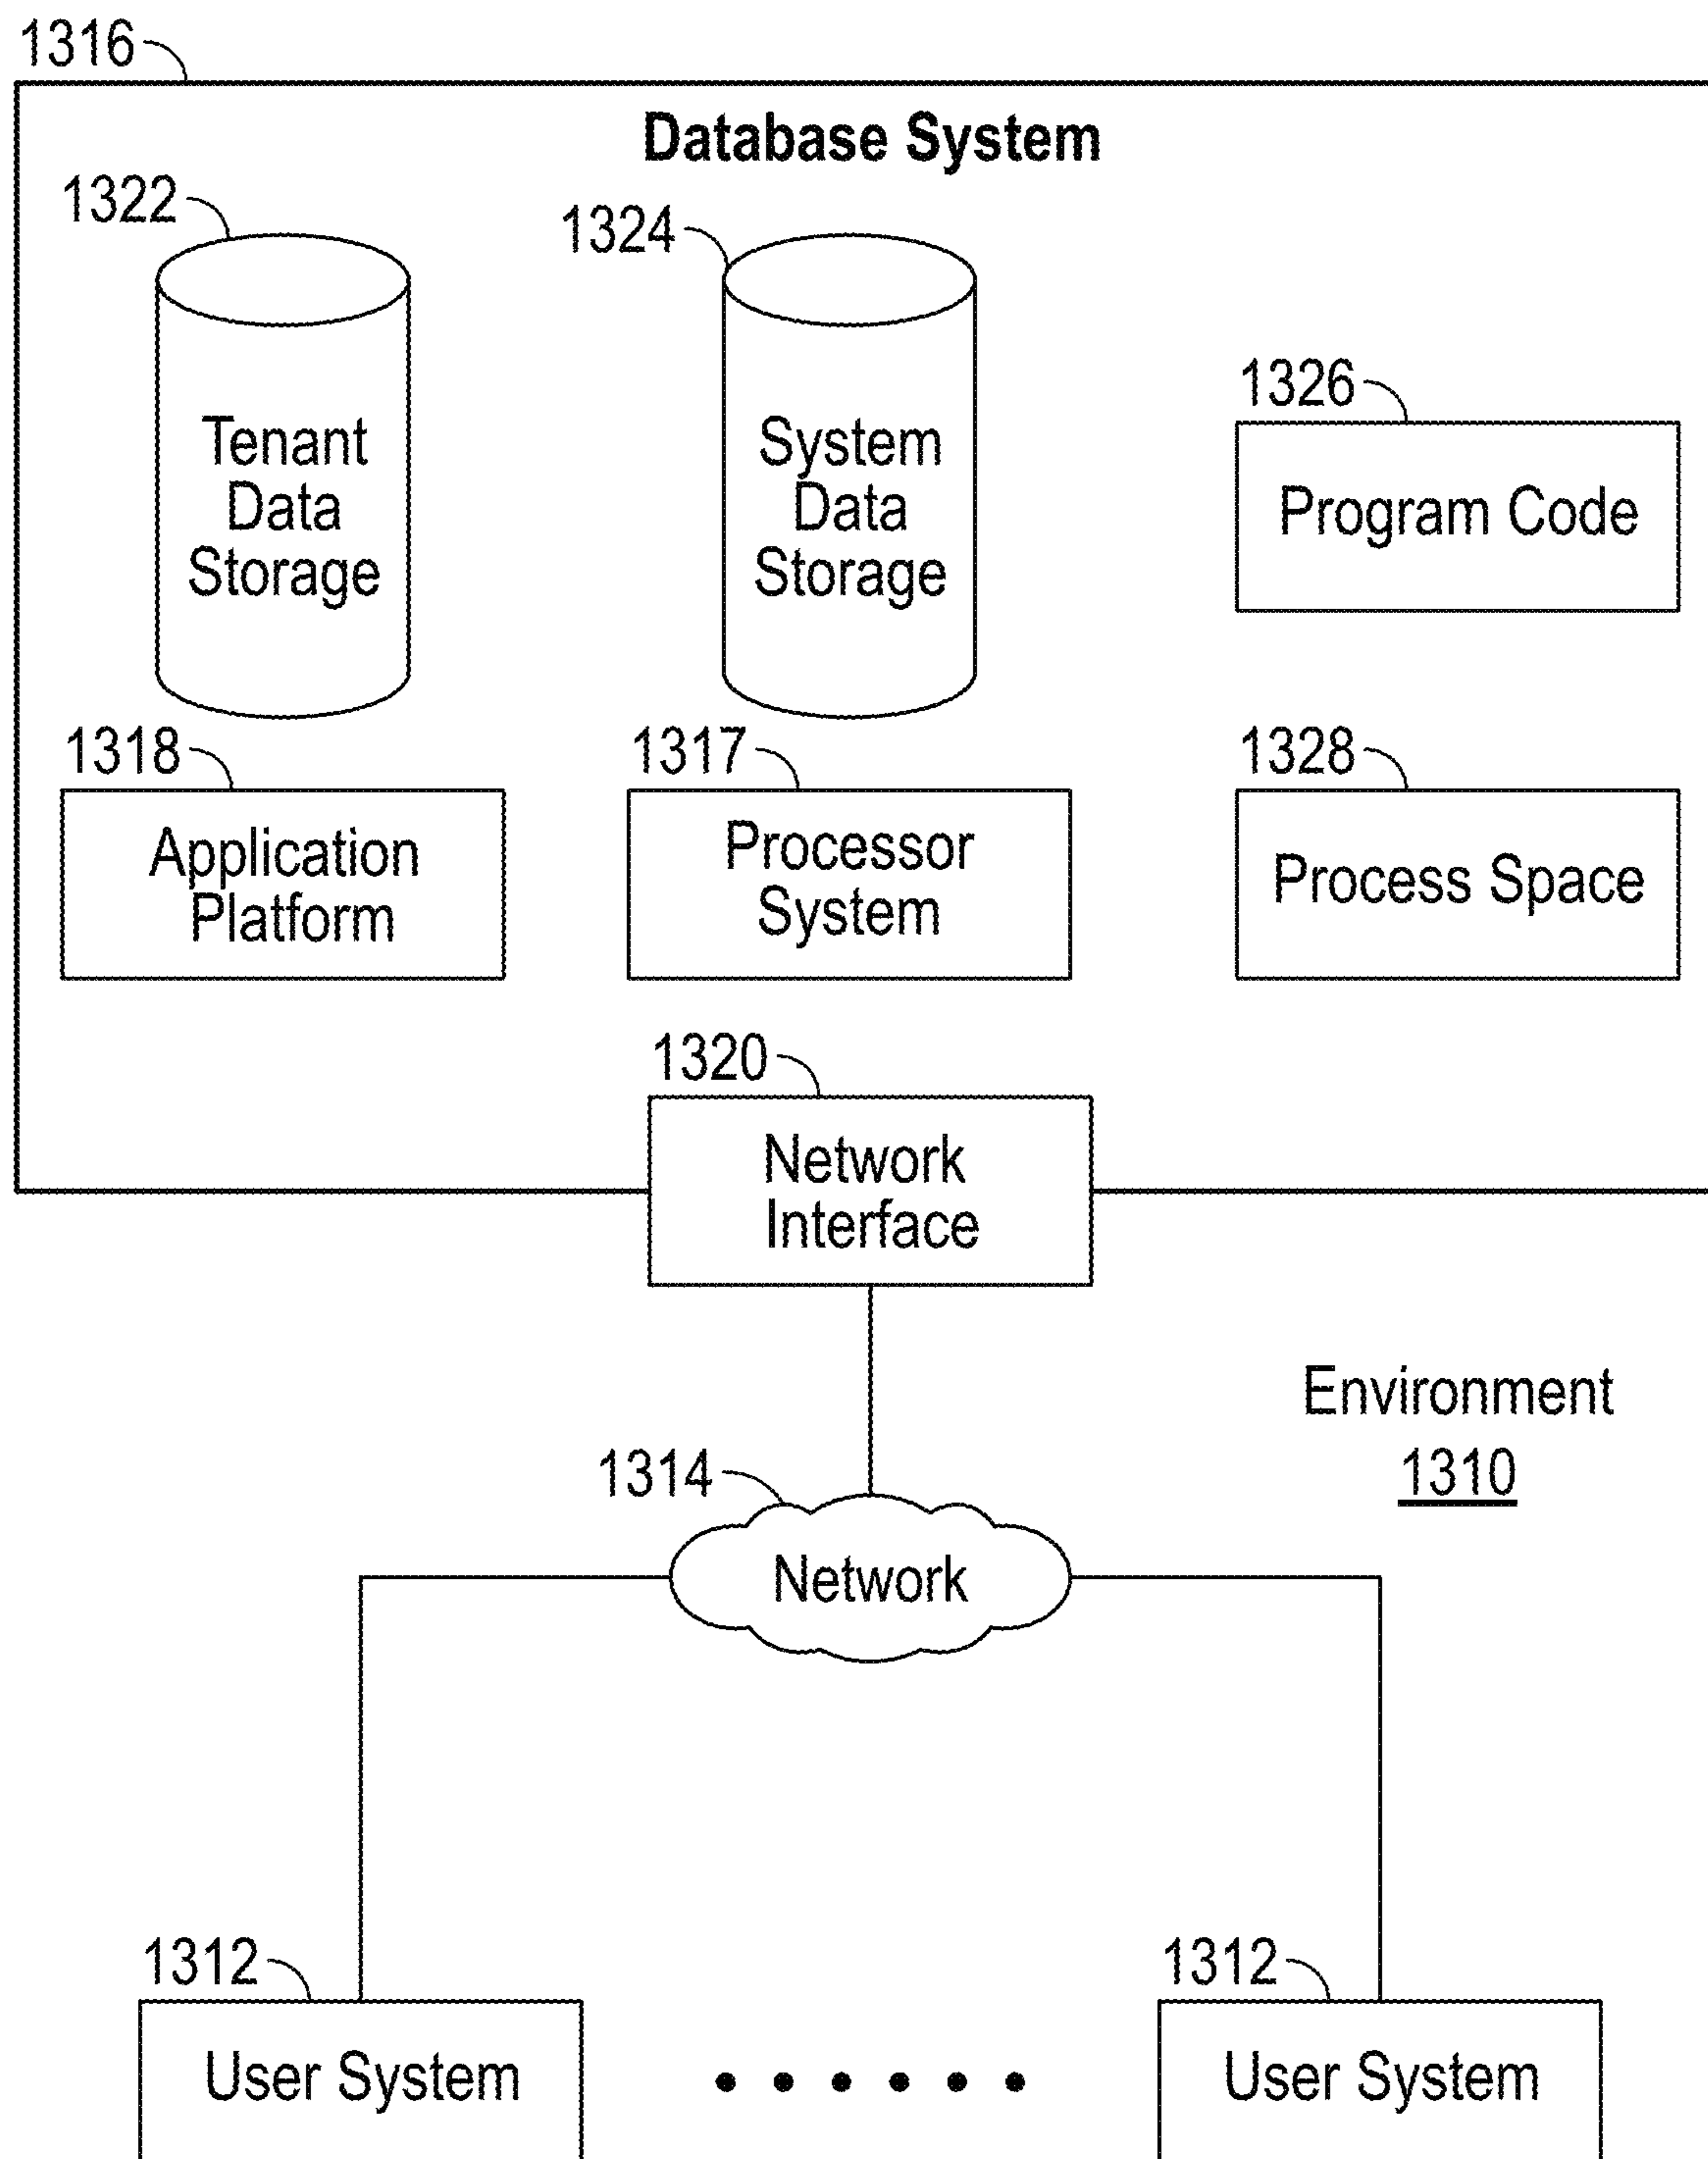 1316
Database System
1322
1324
Tenant
Data
Storage
System
Data
Storage
1326
Program Code
1318
Application
Platform
1317
Processor
System
1328
Process Space
1320
Network
Interface
Environment
1310
1314
Network
1312
User System
1312
User System